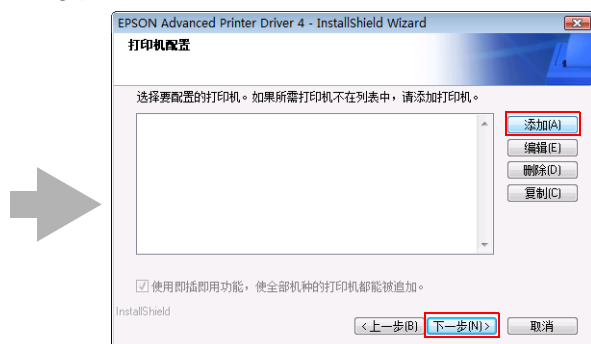 EPSON Advanced Printer Driver 4 - InstallShield Wizard
打印机配置
选择要配置的打印机。如果所需打印机不在列表中，请添加打印机。
添加(A)
编辑(E)
删除(D)
复制(C)
使用即插即用功能，使全部机种的打印机都能被追加。
InstallShield
<上一步(B)
下一步(N)>
取消